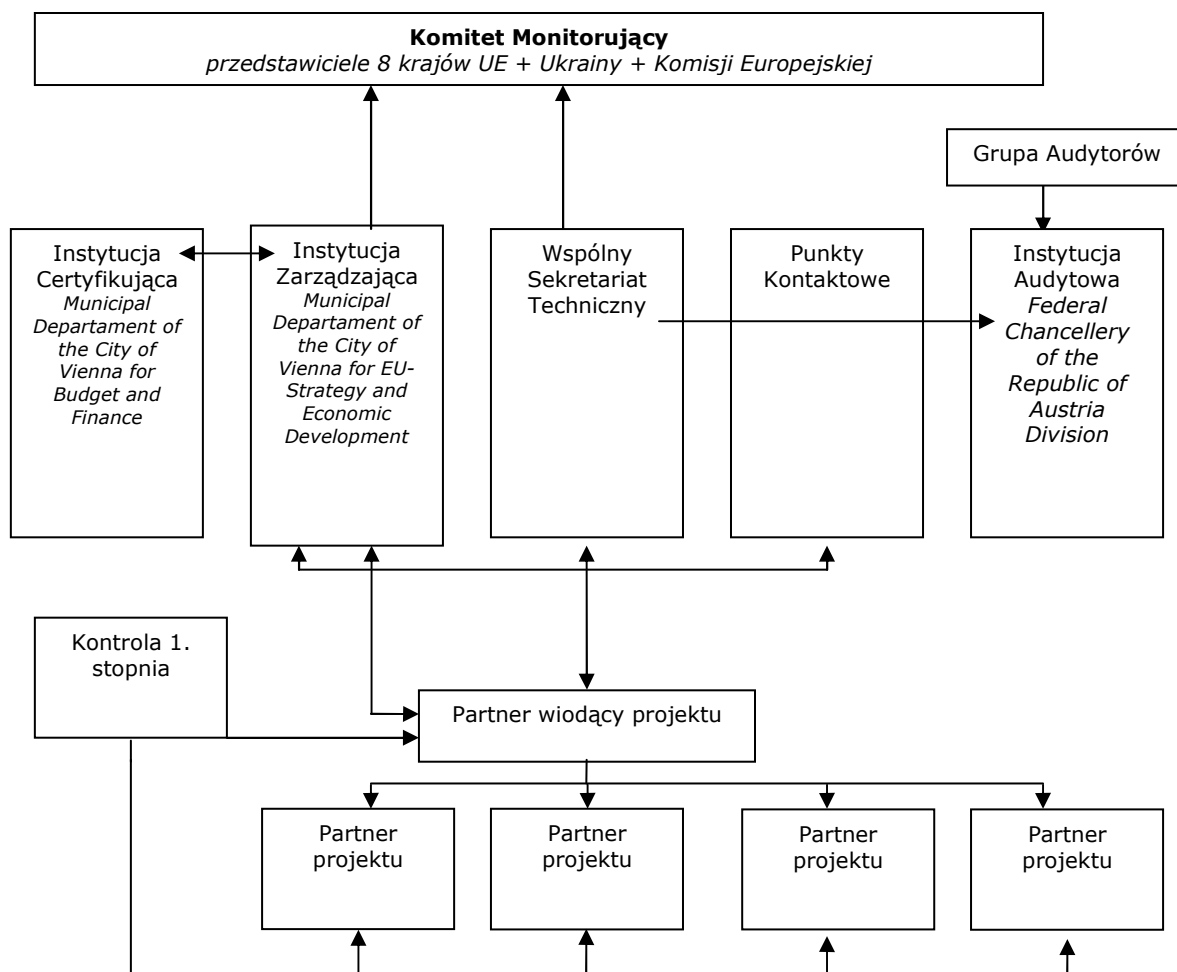 Komitet Monitorujący
przedstawiciele 8 krajów UE + Ukrainy + Komisji Europejskiej
Grupa Audytorów
Instytucja
Certyfikująca
Municipal
Departament of
the City of
Vienna for
Budget and
Finance
Instytucja
Zarządzająca
Municipal
Departament of
the City of
Vienna for EU-
Strategy and
Economic
Development
Wspólny
Sekretariat
Techniczny
Punkty
Kontaktowe
Instytucja
Audytowa
Federal
Chancellery
of the
Republic of
Austria
Division
Kontrola 1.
stopnia
Partner wiodący projektu
Partner
projektu
Partner
projektu
Partner
projektu
Partner
projektu